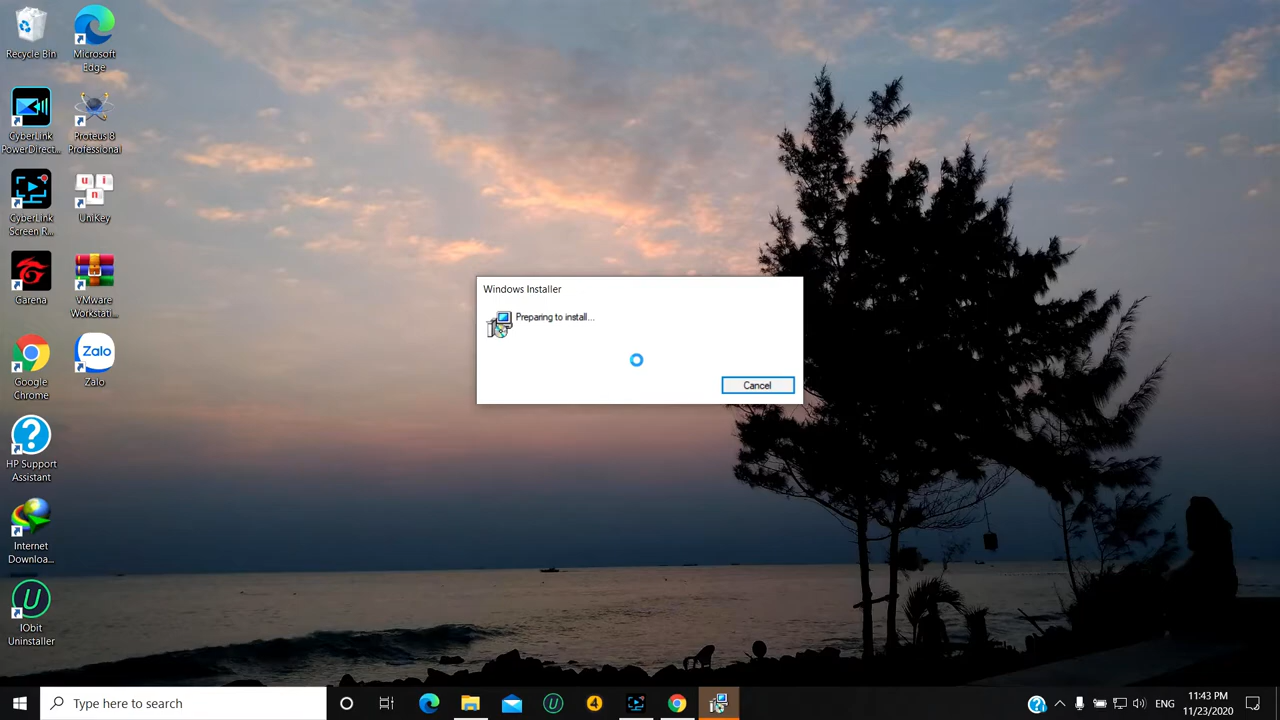 Recycle Bin
Microsoft
Edge
CyberLink
PowerDirect...
Proteus 8
Professional
CyberLink
Screen R...
u i
n
UniKey
Garena
VMware
Workstati...
Google
Chrome
Zalo
Zalo
HP Support
Assistant
Internet
Downloa...
IObit
Uninstaller
Windows Installer
Preparing to install...
Cancel
Type here to search
4
ENG
11:43 PM
11/23/2020